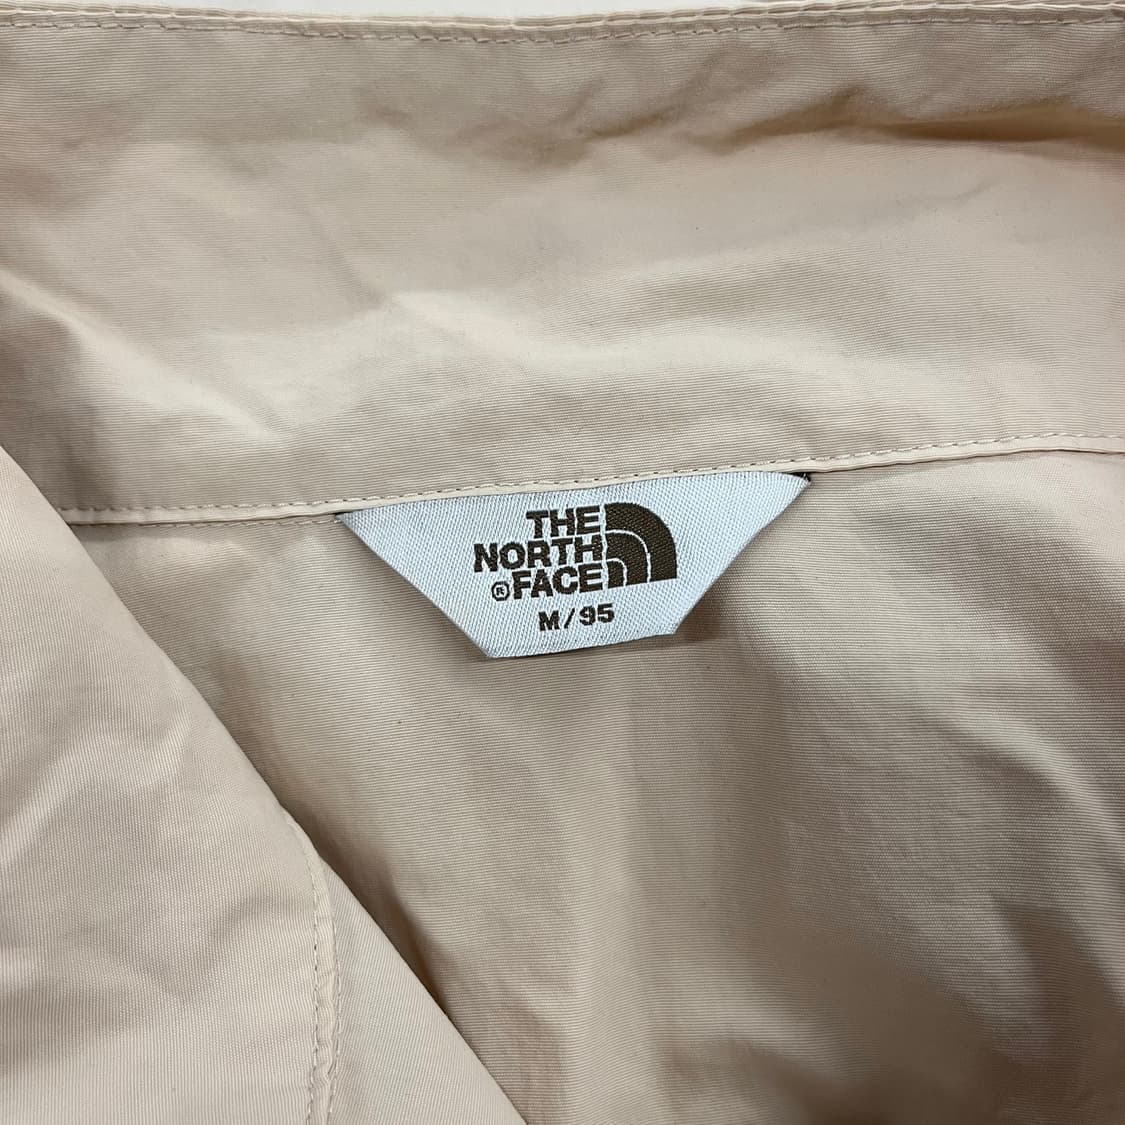 THE
NORTH
® FACE
M/95